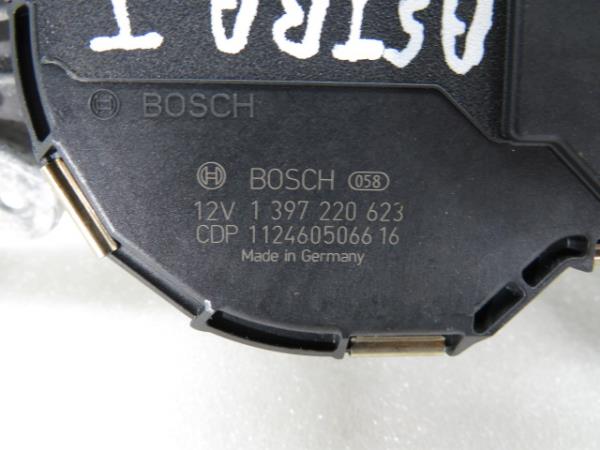 ASTRA J
BOSCH
BOSCH 058
12V 1 397 220 623
CDP 1124605066 16
Made in Germany